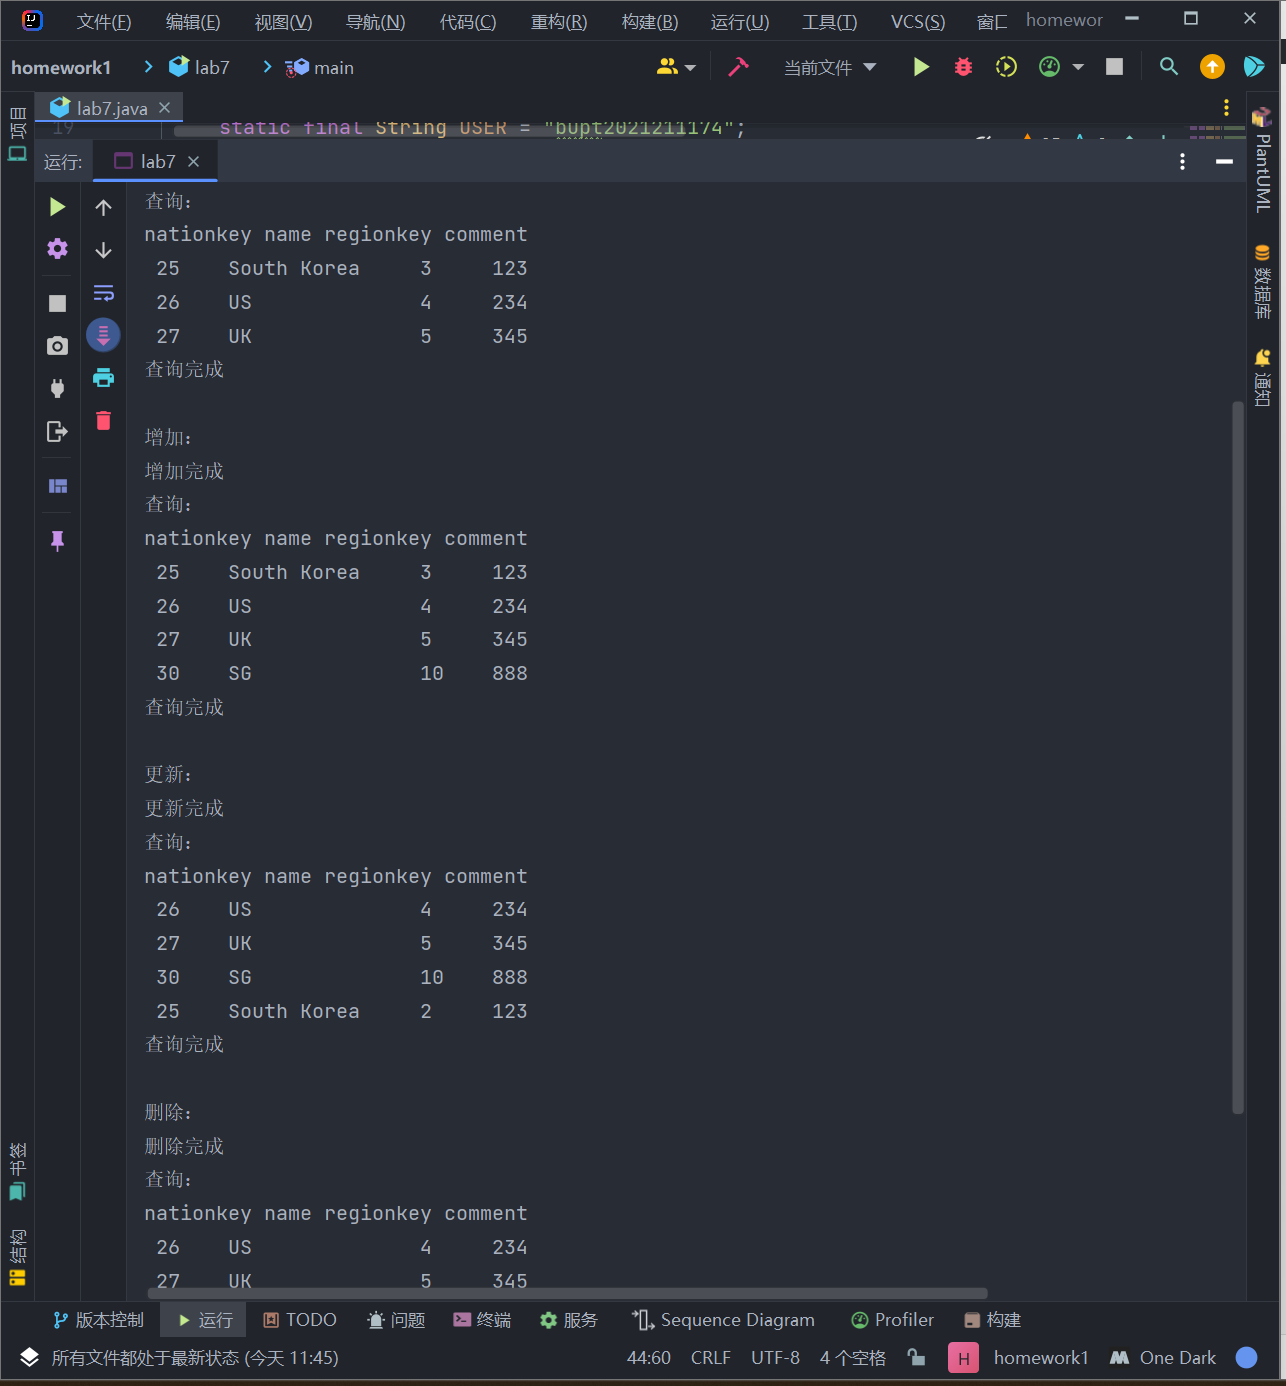 文件(F) 编辑(E) 视图(V) 导航(N) 代码(C) 重构(R) 构建(B) 运行(U) 工具(T) VCS(S) homewor
homework1 lab7 main 当前文件
lab7.java
19 static final String USER = "bupt2021211174";
运行: lab7
查询:
nationkey name regionkey comment
25 South Korea 3 123
26 US 4 234
27 UK 5 345
查询完成
增加:
增加完成
查询:
nationkey name regionkey comment
25 South Korea 3 123
26 US 4 234
27 UK 5 345
30 SG 10 888
查询完成
更新:
更新完成
查询:
nationkey name regionkey comment
26 US 4 234
27 UK 5 345
30 SG 10 888
25 South Korea 2 123
查询完成
删除:
删除完成
查询:
nationkey name regionkey comment
26 US 4 234
27 UK 5 345
项目
书签
结构
PlantUML
数据库
通知
版本控制 运行 TODO 问题 终端 服务 Sequence Diagram Profiler 构建
所有文件都处于最新状态 (今天 11:45) 44:60 CRLF UTF-8 4 个空格 H homework1 One Dark